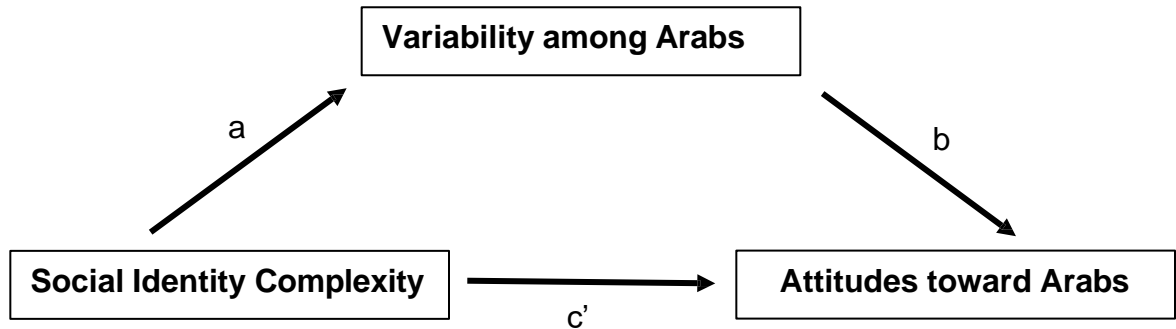 Variability among Arabs
a
b
Social Identity Complexity
Attitudes toward Arabs
c’